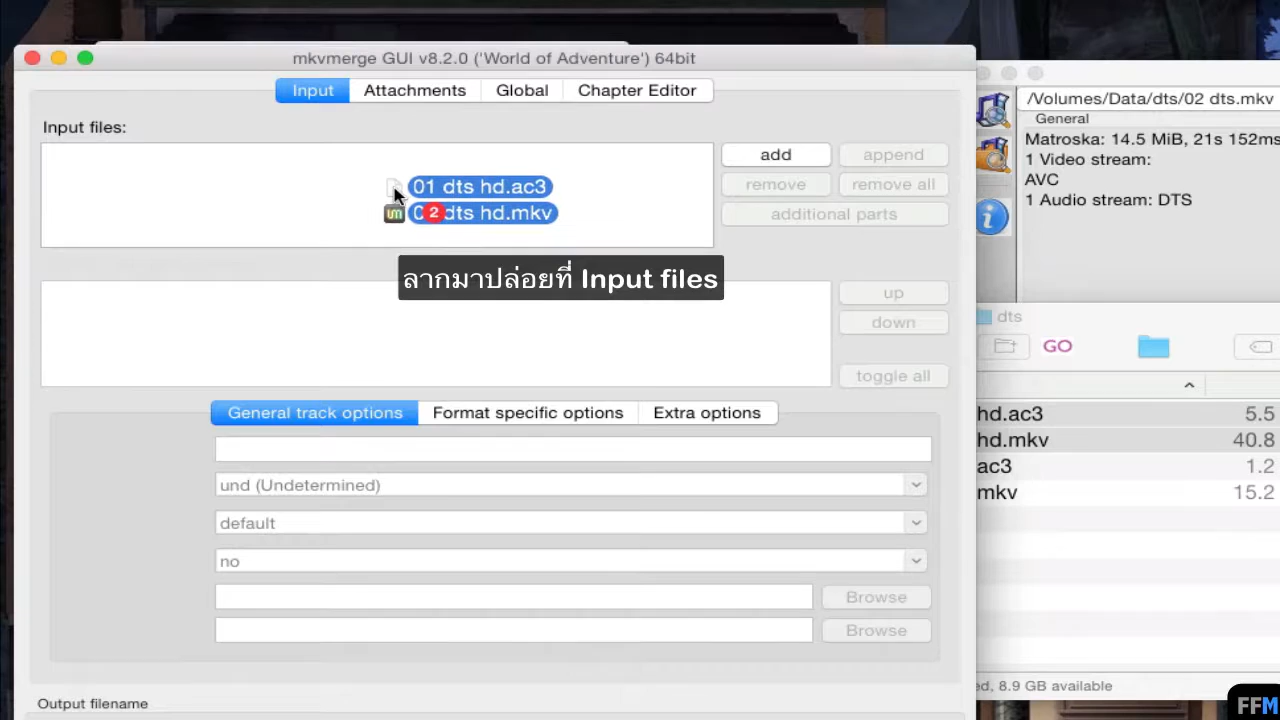 mkvmerge GUI v8.2.0 ('World of Adventure') 64bit
Input Attachments Global Chapter Editor
Input files:
add append
remove remove all
additional parts
01 dts hd.ac3
2 dts hd.mkv
ลากมาปล่อยที่ Input files
up
down
toggle all
General track options Format specific options Extra options
und (Undetermined)
default
no
Browse
Browse
Output filename
/Volumes/Data/dts/02 dts.mkv
General
Matroska: 14.5 MiB, 21s 152ms
1 Video stream:
AVC
1 Audio stream: DTS
dts
GO
hd.ac3 5.5
hd.mkv 40.8
ac3 1.2
mkv 15.2
8.9 GB available
FFM